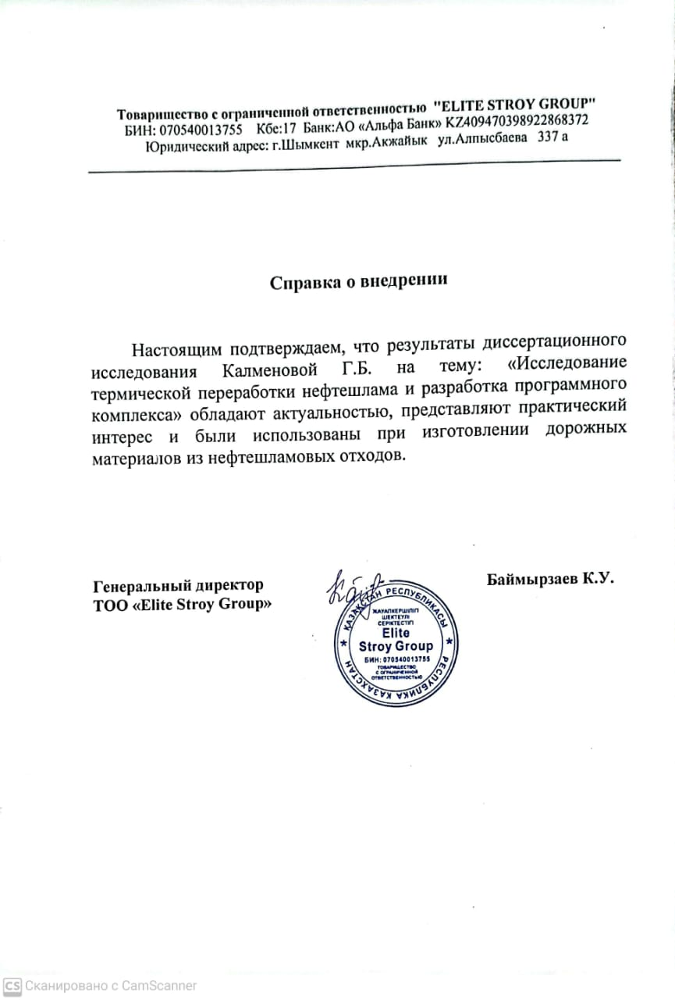 Товарищество с ограниченной ответственностью "ELITE STROY GROUP"
БИН: 070540013755 Кбе:17 Банк:АО «Альфа Банк» KZ409470398922868372
Юридический адрес: г.Шымкент мкр.Акжайык ул.Алпысбаева 337 а
Справка о внедрении
Настоящим подтверждаем, что результаты диссертационного
исследования Калменовой Г.Б. на тему: «Исследование
термической переработки нефтешлама и разработка программного
комплекса» обладают актуальностью, представляют практический
интерес и были использованы при изготовлении дорожных
материалов из нефтешламовых отходов.
Генеральный директор
ТОО «Elite Stroy Group»
Баймырзаев К.У.
ҚАЗАҚСТАН РЕСПУБЛИКАСЫ
ЖАУАПКЕРШІЛІГІ
ШЕКТЕУЛІ
СЕРІКТЕСТІГІ
Elite
Stroy Group
БИН: 070540013755
ТОВАРИЩЕСТВО
С ОГРАНИЧЕННОЙ
ОТВЕТСТВЕННОСТЬЮ
РЕСПУБЛИКА КАЗАХСТАН
CS Сканировано с CamScanner